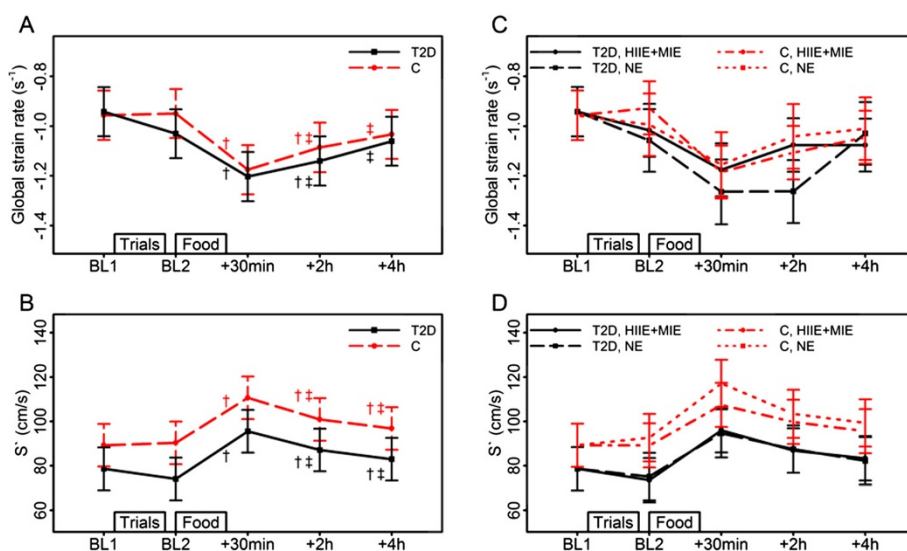 A
T2D
C
Global strain rate (s⁻¹)
-0.8
-1.0
-1.2
-1.4
†
†
†‡
†‡
‡
‡
Trials
Food
BL1
BL2
+30min
+2h
+4h
C
T2D, HIIE+MIE
T2D, NE
C, HIIE+MIE
C, NE
Global strain rate (s⁻¹)
-0.8
-1.0
-1.2
-1.4
Trials
Food
BL1
BL2
+30min
+2h
+4h
B
T2D
C
S` (cm/s)
140
120
100
80
60
†
†
†‡
†‡
†‡
†‡
Trials
Food
BL1
BL2
+30min
+2h
+4h
D
T2D, HIIE+MIE
T2D, NE
C, HIIE+MIE
C, NE
S` (cm/s)
140
120
100
80
60
Trials
Food
BL1
BL2
+30min
+2h
+4h